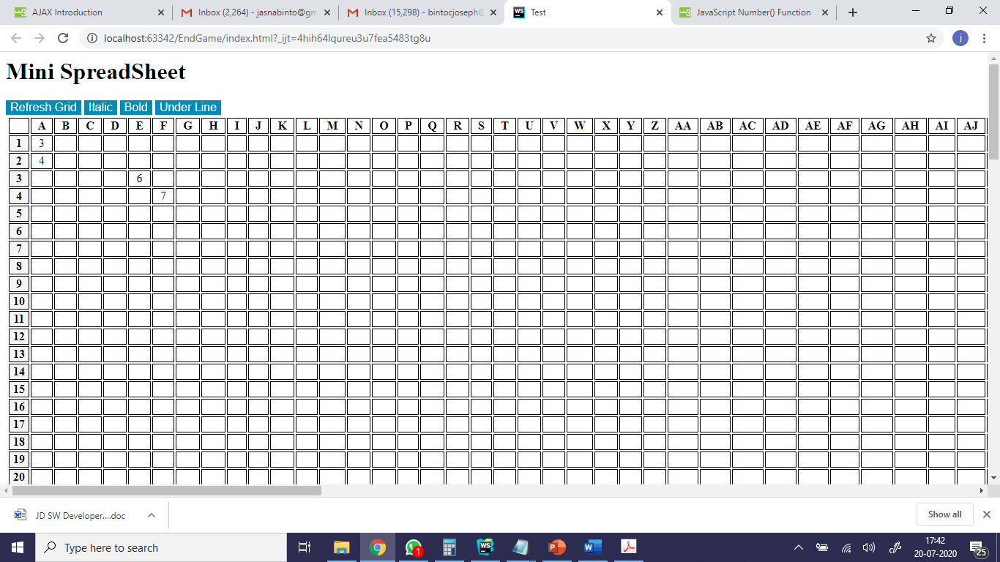 AJAX Introduction
Inbox (2,264) - jasnabinto@gm
Inbox (15,298) - bintocjoseph@
WS Test
JavaScript Number() Function
localhost:63342/EndGame/index.html?_ijt=4hih64lqureu3u7fea5483tg8u
j
Mini SpreadSheet
Refresh Grid Italic Bold Under Line
A B C D E F G H I J K L M N O P Q R S T U V W X Y Z AA AB AC AD AE AF AG AH AI AJ
1 3
2 4
3 6
4 7
5
6
7
8
9
10
11
12
13
14
15
16
17
18
19
20
JD SW Developer....doc
Show all
Type here to search
1
WS
17:42
20-07-2020
25